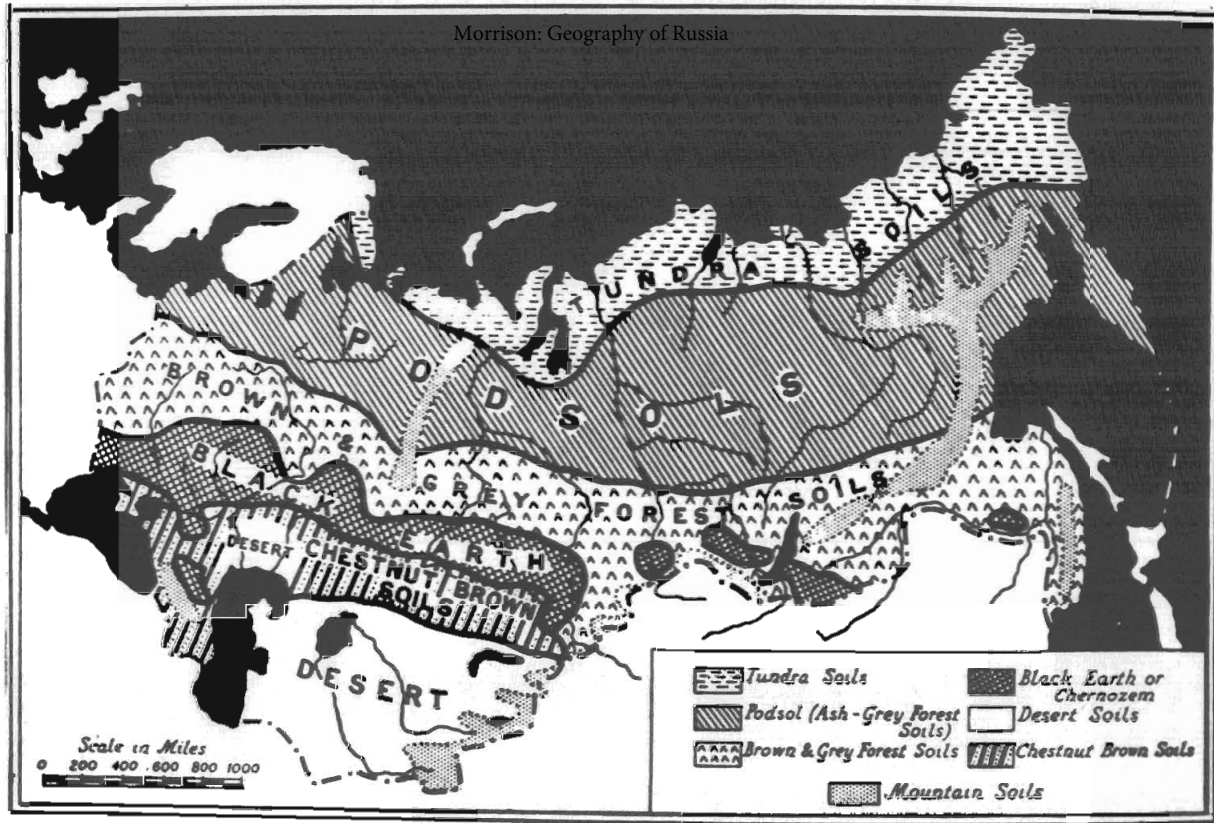 Morrison: Geography of Russia
TUNDRA SOILS
PODSOLS
BROWN & GREY FOREST SOILS
BLACK EARTH
DESERT
CHESTNUT BROWN
SOILS
DESERT
Scale in Miles
0 200 400 600 800 1000
Tundra Soils
Podsol (Ash-Grey Forest
Soils)
Brown & Grey Forest Soils
Black Earth or
Chernozem
Desert Soils
Chestnut Brown Soils
Mountain Soils